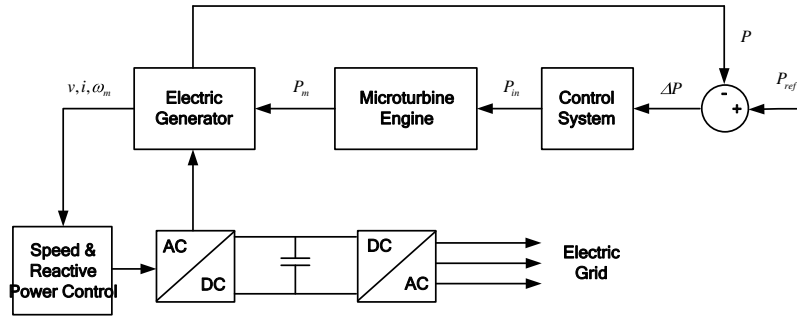 P
v, i, ω_m
Electric
Generator
P_m
Microturbine
Engine
P_in
Control
System
ΔP
-
+
P_ref
Speed &
Reactive
Power Control
AC
DC
DC
AC
Electric
Grid